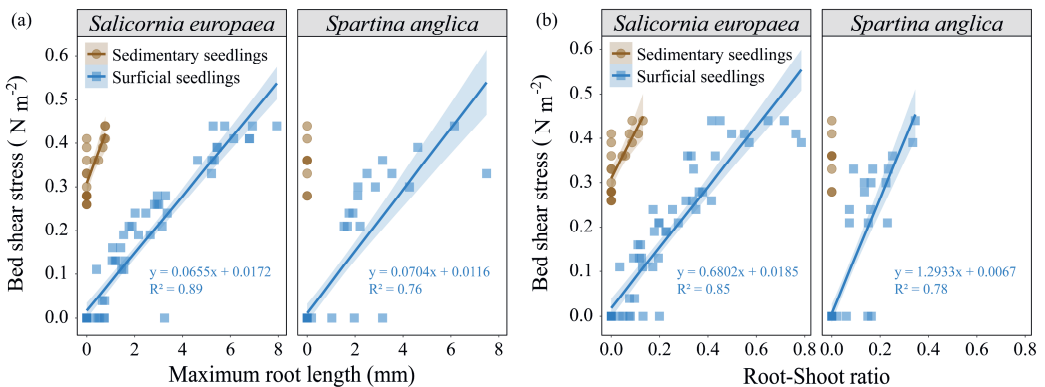 (a)
Salicornia europaea
Spartina anglica
Sedimentary seedlings
Surficial seedlings
Bed shear stress ( N m-2)
0.6
0.5
0.4
0.3
0.2
0.1
0.0
y = 0.0655x + 0.0172
R² = 0.89
y = 0.0704x + 0.0116
R² = 0.76
0 2 4 6 8 0 2 4 6 8
Maximum root length (mm)
(b)
Salicornia europaea
Spartina anglica
Sedimentary seedlings
Surficial seedlings
Bed shear stress ( N m-2)
0.6
0.5
0.4
0.3
0.2
0.1
0.0
y = 0.6802x + 0.0185
R² = 0.85
y = 1.2933x + 0.0067
R² = 0.78
0 0.2 0.4 0.6 0.8 0 0.2 0.4 0.6 0.8
Root-Shoot ratio